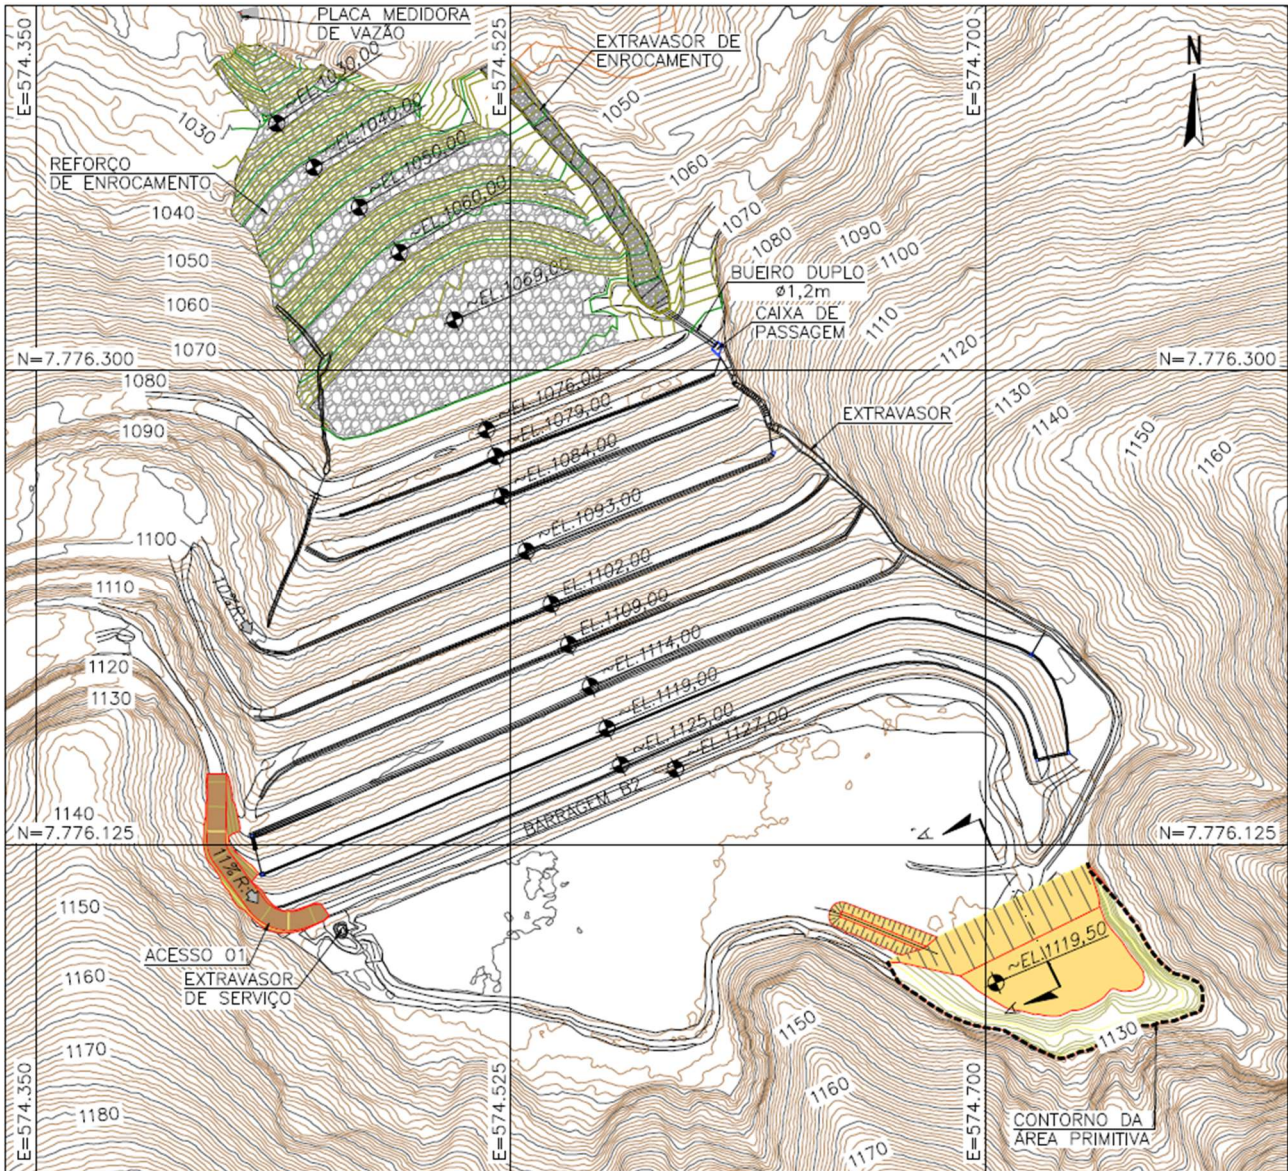 E=574.350
PLACA MEDIDORA
DE VAZÃO
E=574.525
EXTRAVASOR DE
ENROCAMENTO
E=574.700
N
~EL.1030,00
1030
~EL.1040,00
1050
~EL.1050,00
REFORÇO
DE ENROCAMENTO
1060
~EL.1060,00
1040
1070
1080
1090
1100
1050
~EL.1069,00
BUEIRO DUPLO
ø1,2m
1060
CAIXA DE
PASSAGEM
1110
1120
1070
N=7.776.300
N=7.776.300
1080
~EL.1076,00
1130
~EL.1079,00
1140
EXTRAVASOR
1090
1150
~EL.1084,00
1160
~EL.1093,00
1100
1110
EL.1102,00
EL.1109,00
1120
~EL.1114,00
1130
~EL.1119,00
~EL.1125,00
~EL.1127,00
BARRAGEM B2
1140
N=7.776.125
N=7.776.125
A
11% R.
1150
~EL.1119,50
ACESSO 01
EXTRAVASOR
DE SERVIÇO
1160
A
1150
1130
1170
1160
1180
CONTORNO DA
ÁREA PRIMITIVA
1170
E=574.350
E=574.525
E=574.700